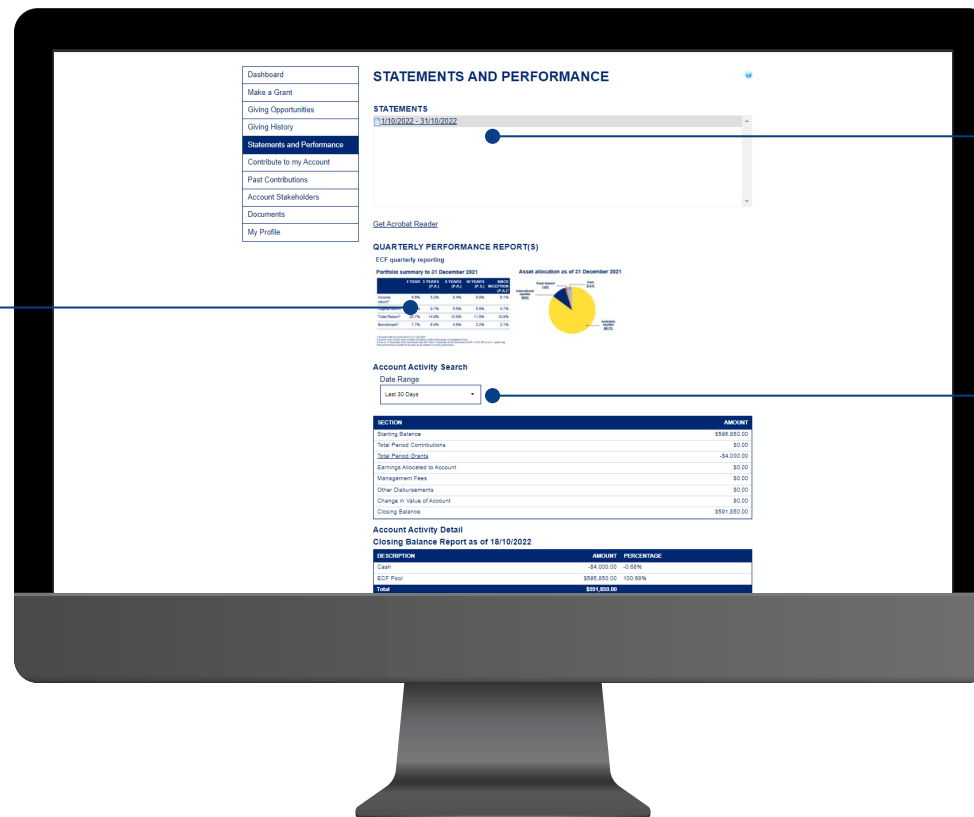 Dashboard
Make a Grant
Giving Opportunities
Giving History
Statements and Performance
Contribute to my Account
Past Contributions
Account Stakeholders
Documents
My Profile
STATEMENTS AND PERFORMANCE
STATEMENTS
1/10/2022 - 31/10/2022
Get Acrobat Reader
QUARTERLY PERFORMANCE REPORT(S)
ECF quarterly reporting
Portfolio summary to 31 December 2021
Asset allocation as of 31 December 2021
Account Activity Search
Date Range
Last 30 Days
SECTION AMOUNT
Starting Balance $595,850.00
Total Period Contributions $0.00
Total Period Grants -$4,000.00
Earnings Allocated to Account $0.00
Management Fees $0.00
Other Disbursements $0.00
Change in Value of Account $0.00
Closing Balance $591,850.00
Account Activity Detail
Closing Balance Report as of 18/10/2022
DESCRIPTION AMOUNT PERCENTAGE
Cash -$4,000.00 -0.68%
ECF Pool $595,850.00 100.68%
Total $591,850.00